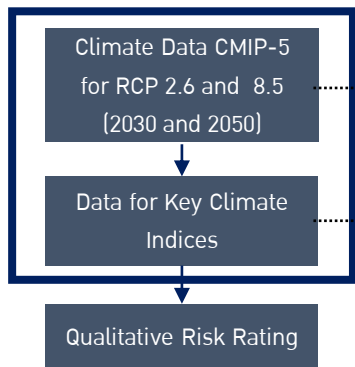 Climate Data CMIP-5
for RCP 2.6 and 8.5
(2030 and 2050)
Data for Key Climate
Indices
Qualitative Risk Rating